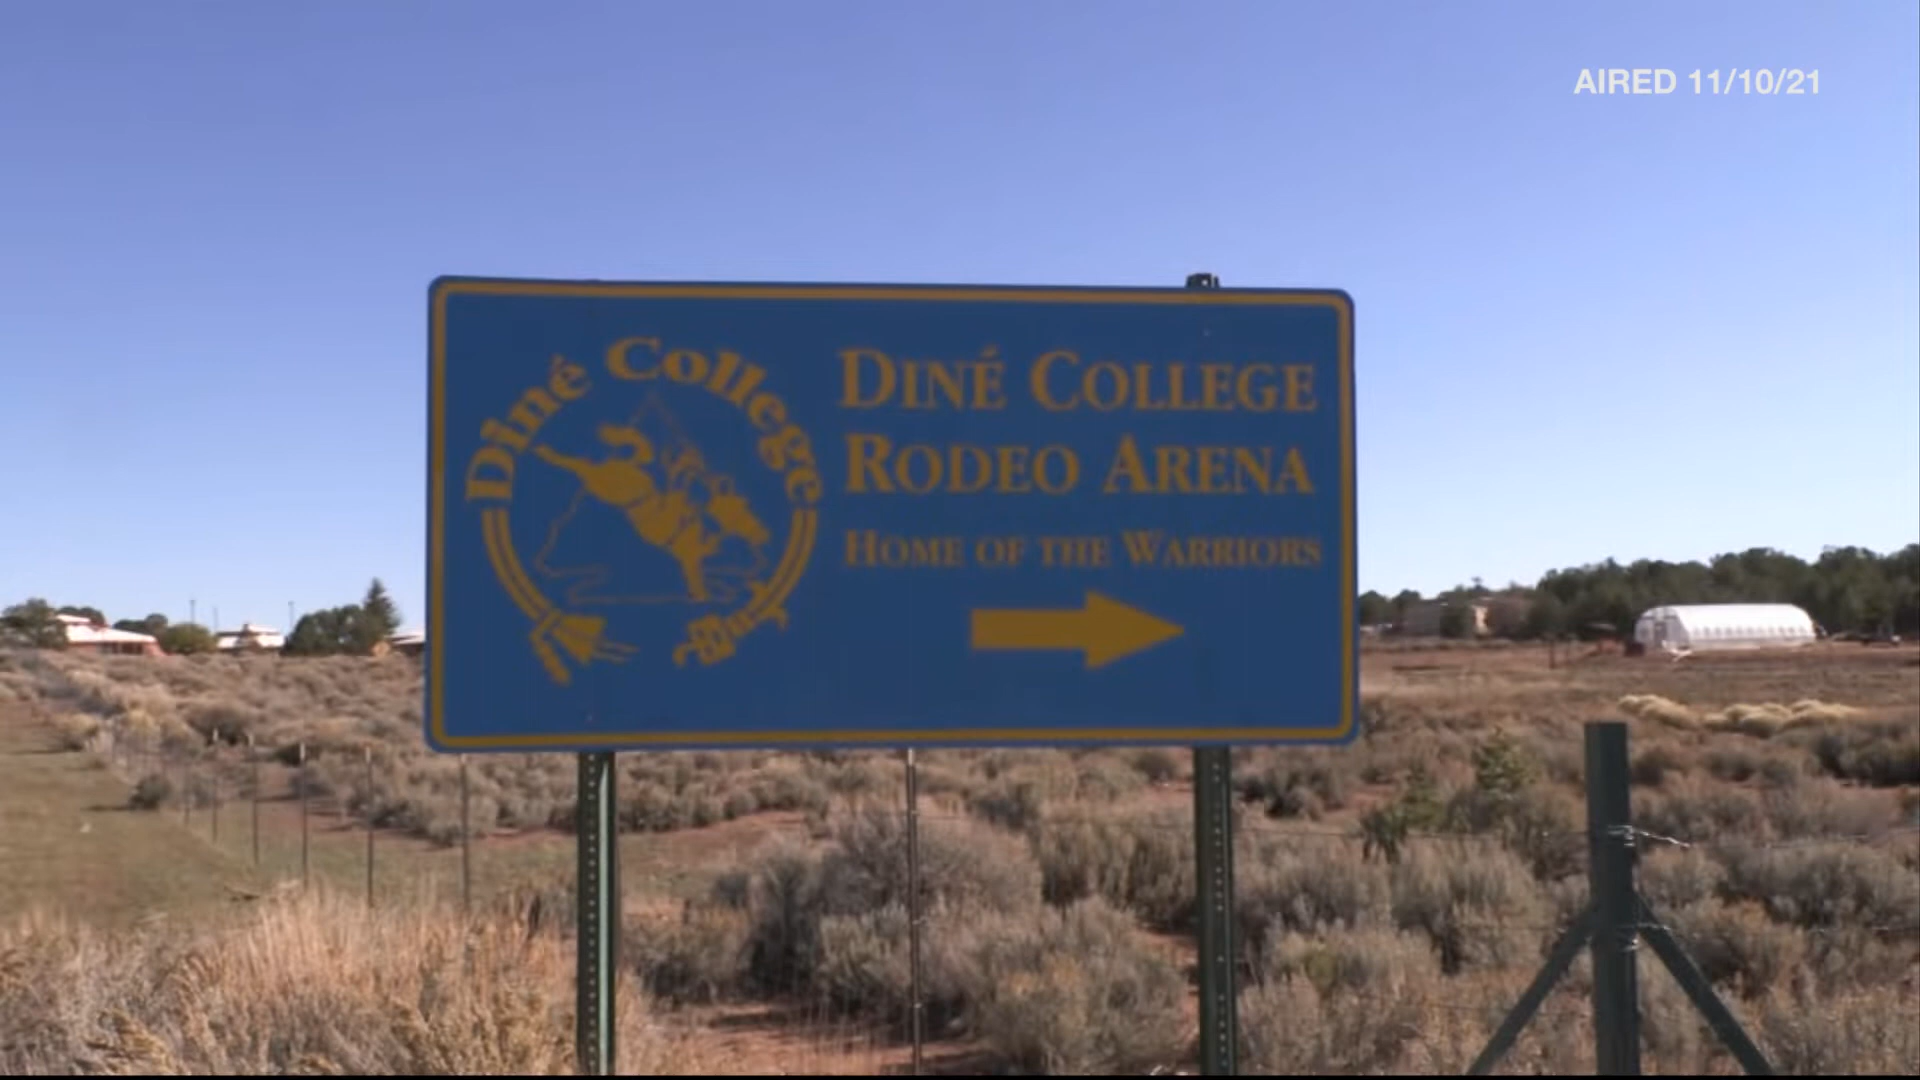 AIRED 11/10/21
Diné College
DINÉ COLLEGE
RODEO ARENA
HOME OF THE WARRIORS